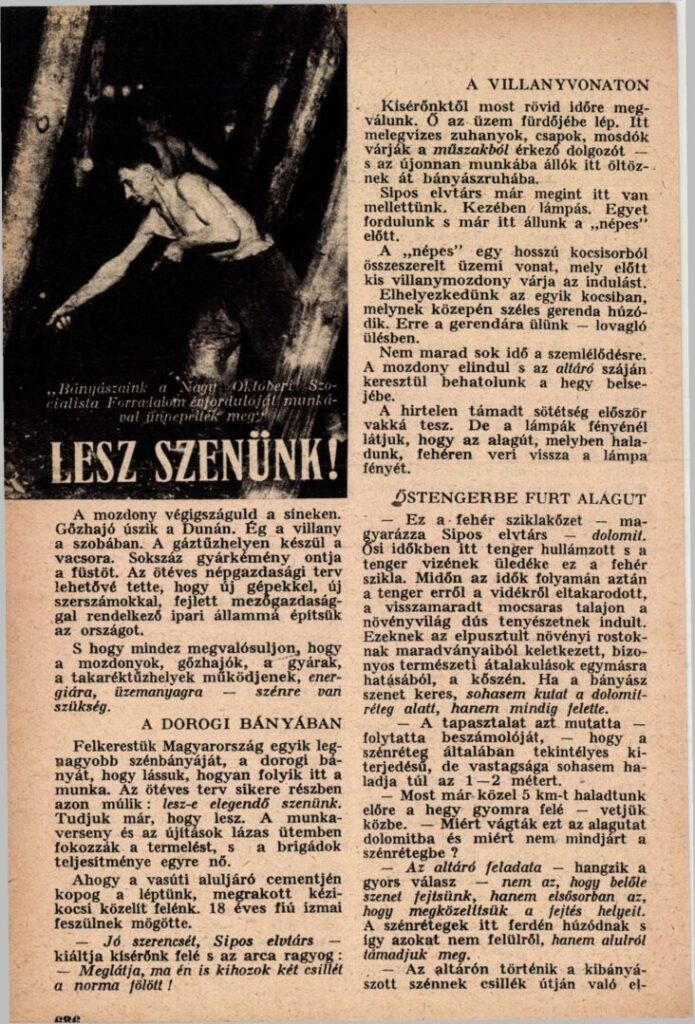 „Bányászaink a Nagy Októberi Szo-
cialista Forradalom évfordulóját munká-
val ünnepelték meg"
LESZ SZENÜNK!
A mozdony végigszáguld a síneken.
Gőzhajó úszik a Dunán. Ég a villany
a szobában. A gáztűzhelyen készül a
vacsora. Sokszáz gyárkémény ontja
a füstöt. Az ötéves népgazdasági terv
lehetővé tette, hogy új gépekkel, új
szerszámokkal, fejlett mezőgazdaság-
gal rendelkező ipari állammá építsük
az országot.
S hogy mindez megvalósuljon, hogy
a mozdonyok, gőzhajók, a gyárak,
a takaréktűzhelyek működjenek, ener-
giára, üzemanyagra — szénre van
szükség.
A DOROGI BÁNYÁBAN
Felkerestük Magyarország egyik leg-
nagyobb szénbányáját, a dorogi bá-
nyát, hogy lássuk, hogyan folyik itt a
munka. Az ötéves terv sikere részben
azon múlik : lesz-e elegendő szenünk.
Tudjuk már, hogy lesz. A munka-
verseny és az újítások lázas ütemben
fokozzák a termelést, s a brigádok
teljesítménye egyre nő.
Ahogy a vasúti aluljáró cementjén
kopog a léptünk, megrakott kézi-
kocsi közelít felénk. 18 éves fiú izmai
feszülnek mögötte.
— Jó szerencsét, Sipos elvtárs —
kiáltja kísérőnk felé s az arca ragyog :
— Meglátja, ma én is kihozok két csillét
a norma fölött !
686
A VILLANYVONATON
Kísérőnktől most rövid időre meg-
válunk. Ő az üzem fürdőjébe lép. Itt
melegvizes zuhanyok, csapok, mosdók
várják a műszakból érkező dolgozót —
s az újonnan munkába állók itt öltöz-
nek át bányászruhába.
Sipos elvtárs már megint itt van
mellettünk. Kezében lámpás. Egyet
fordulunk s már itt állunk a „népes"
előtt.
A „népes" egy hosszú kocsisorból
összeszerelt üzemi vonat, mely előtt
kis villanymozdony várja az indulást.
Elhelyezkedünk az egyik kocsiban,
melynek közepén széles gerenda húzó-
dik. Erre a gerendára ülünk — lovagló
ülésben.
Nem marad sok idő a szemlélődésre.
A mozdony elindul s az altáró száján
keresztül behatolunk a hegy belse-
jébe.
A hirtelen támadt sötétség először
vakká tesz. De a lámpák fényénél
látjuk, hogy az alagút, melyben hala-
dunk, fehéren veri vissza a lámpa
fényét.
ŐSTENGERBE FURT ALAGUT
— Ez a fehér sziklakőzet — ma-
gyarázza Sipos elvtárs — dolomit.
Ősi időkben itt tenger hullámzott s a
tenger vizének üledéke ez a fehér
szikla. Midőn az idők folyamán aztán
a tenger erről a vidékről eltakarodott,
a visszamaradt mocsaras talajon a
növényvilág dús tenyészetnek indult.
Ezeknek az elpusztult növényi rostok-
nak maradványaiból keletkezett, bizo-
nyos természeti átalakulások egymásra
hatásából, a kőszén. Ha a bányász
szenet keres, sohasem kutat a dolomit-
réteg alatt, hanem mindig felette.
— A tapasztalat azt mutatta —
folytatta beszámolóját, — hogy a
szénréteg általában tekintélyes ki-
terjedésű, de vastagsága sohasem ha-
ladja túl az 1—2 métert.
— Most már közel 5 km-t haladtunk
előre a hegy gyomra felé — vetjük
közbe. — Miért vágták ezt az alagutat
dolomitba és miért nem mindjárt a
szénrétegbe ?
— Az altáró feladata — hangzik a
gyors válasz — nem az, hogy belőle
szenet fejtsünk, hanem elsősorban az,
hogy megközelítsük a fejtés helyeit.
A szénrétegek itt ferdén húzódnak s
így azokat nem felülről, hanem alulról
támadjuk meg.
— Az altárón történik a kibányá-
szott szénnek csillék útján való el-